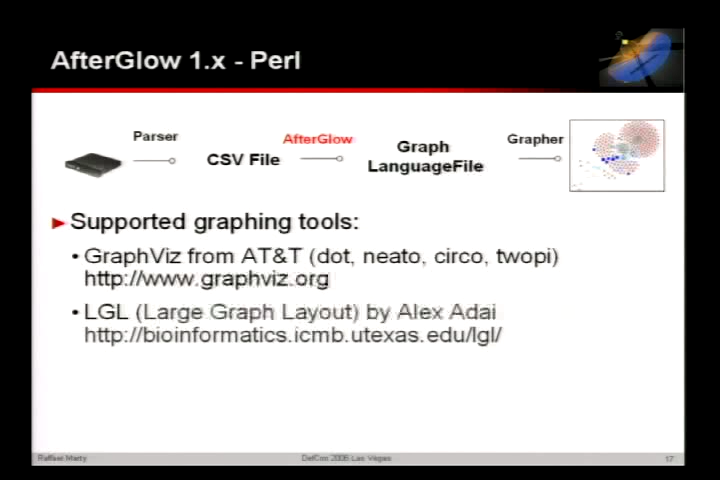 AfterGlow 1.x - Perl
Parser
AfterGlow
Grapher
CSV File
Graph
LanguageFile
►Supported graphing tools:
• GraphViz from AT&T (dot, neato, circo, twopi)
http://www.graphviz.org
• LGL (Large Graph Layout) by Alex Adai
http://bioinformatics.icmb.utexas.edu/lgl/
Raffael Marty
DefCon 2006 Las Vegas
17